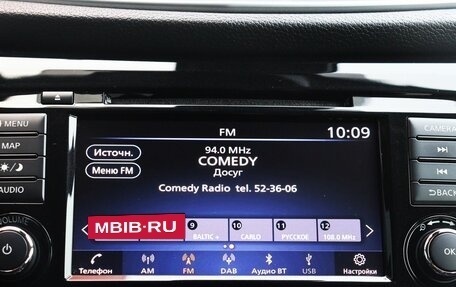 FM
10:09
MENU
CAMERA
94.0 MHz
Источн.
COMEDY
MAP
Меню FM
Досуг
Comedy Radio tel. 52-36-06
AUDIO
BACK
VOLUME
MBIB.RU
9 10 11 12
BALTIC + CARLO РУССКОЕ 108.0 MHz
OK
Телефон AM FM DAB Аудио BT USB Настройки